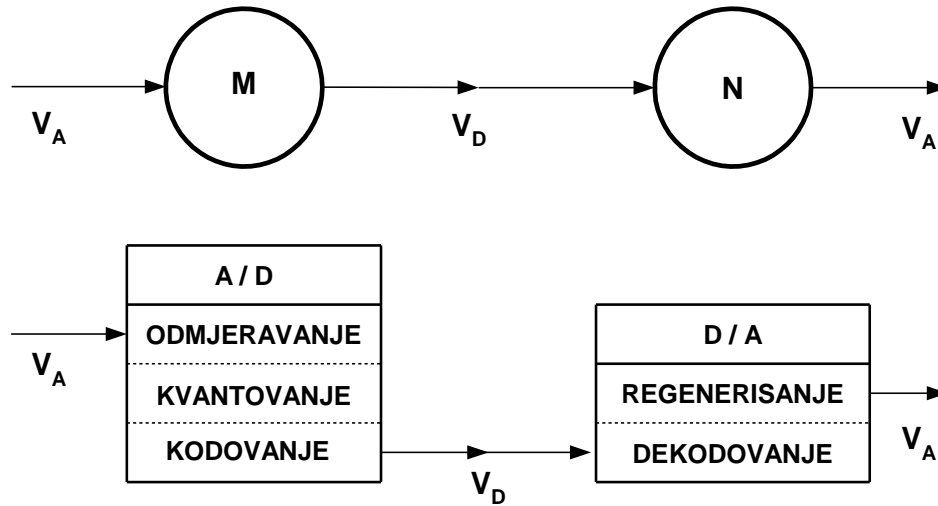 M
N
V_A
V_D
V_A
A / D
ODMJERAVANJE
KVANTOVANJE
KODOVANJE
V_A
V_D
D / A
REGENERISANJE
DEKODOVANJE
V_A